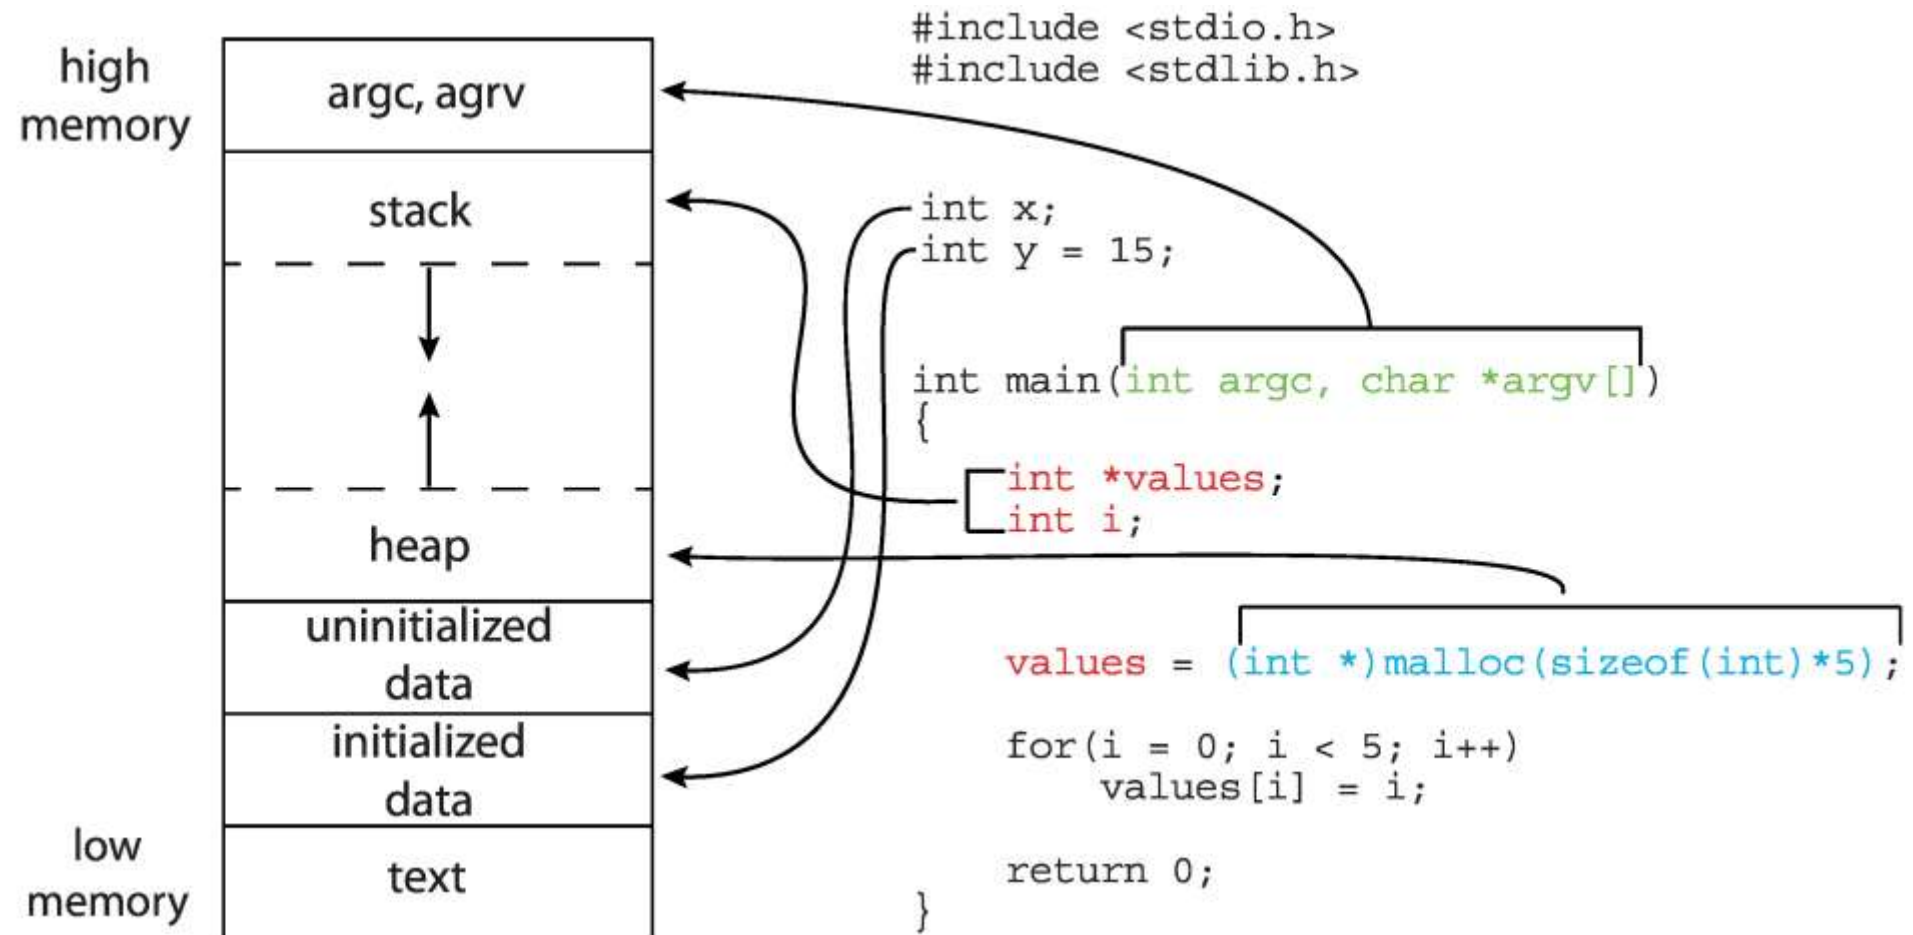 high
memory
argc, agrv
stack
heap
uninitialized
data
initialized
data
low
memory
text
#include <stdio.h>
#include <stdlib.h>
int x;
int y = 15;
int main(int argc, char *argv[])
{
int *values;
int i;
values = (int *)malloc(sizeof(int)*5);
for(i = 0; i < 5; i++)
values[i] = i;
return 0;
}